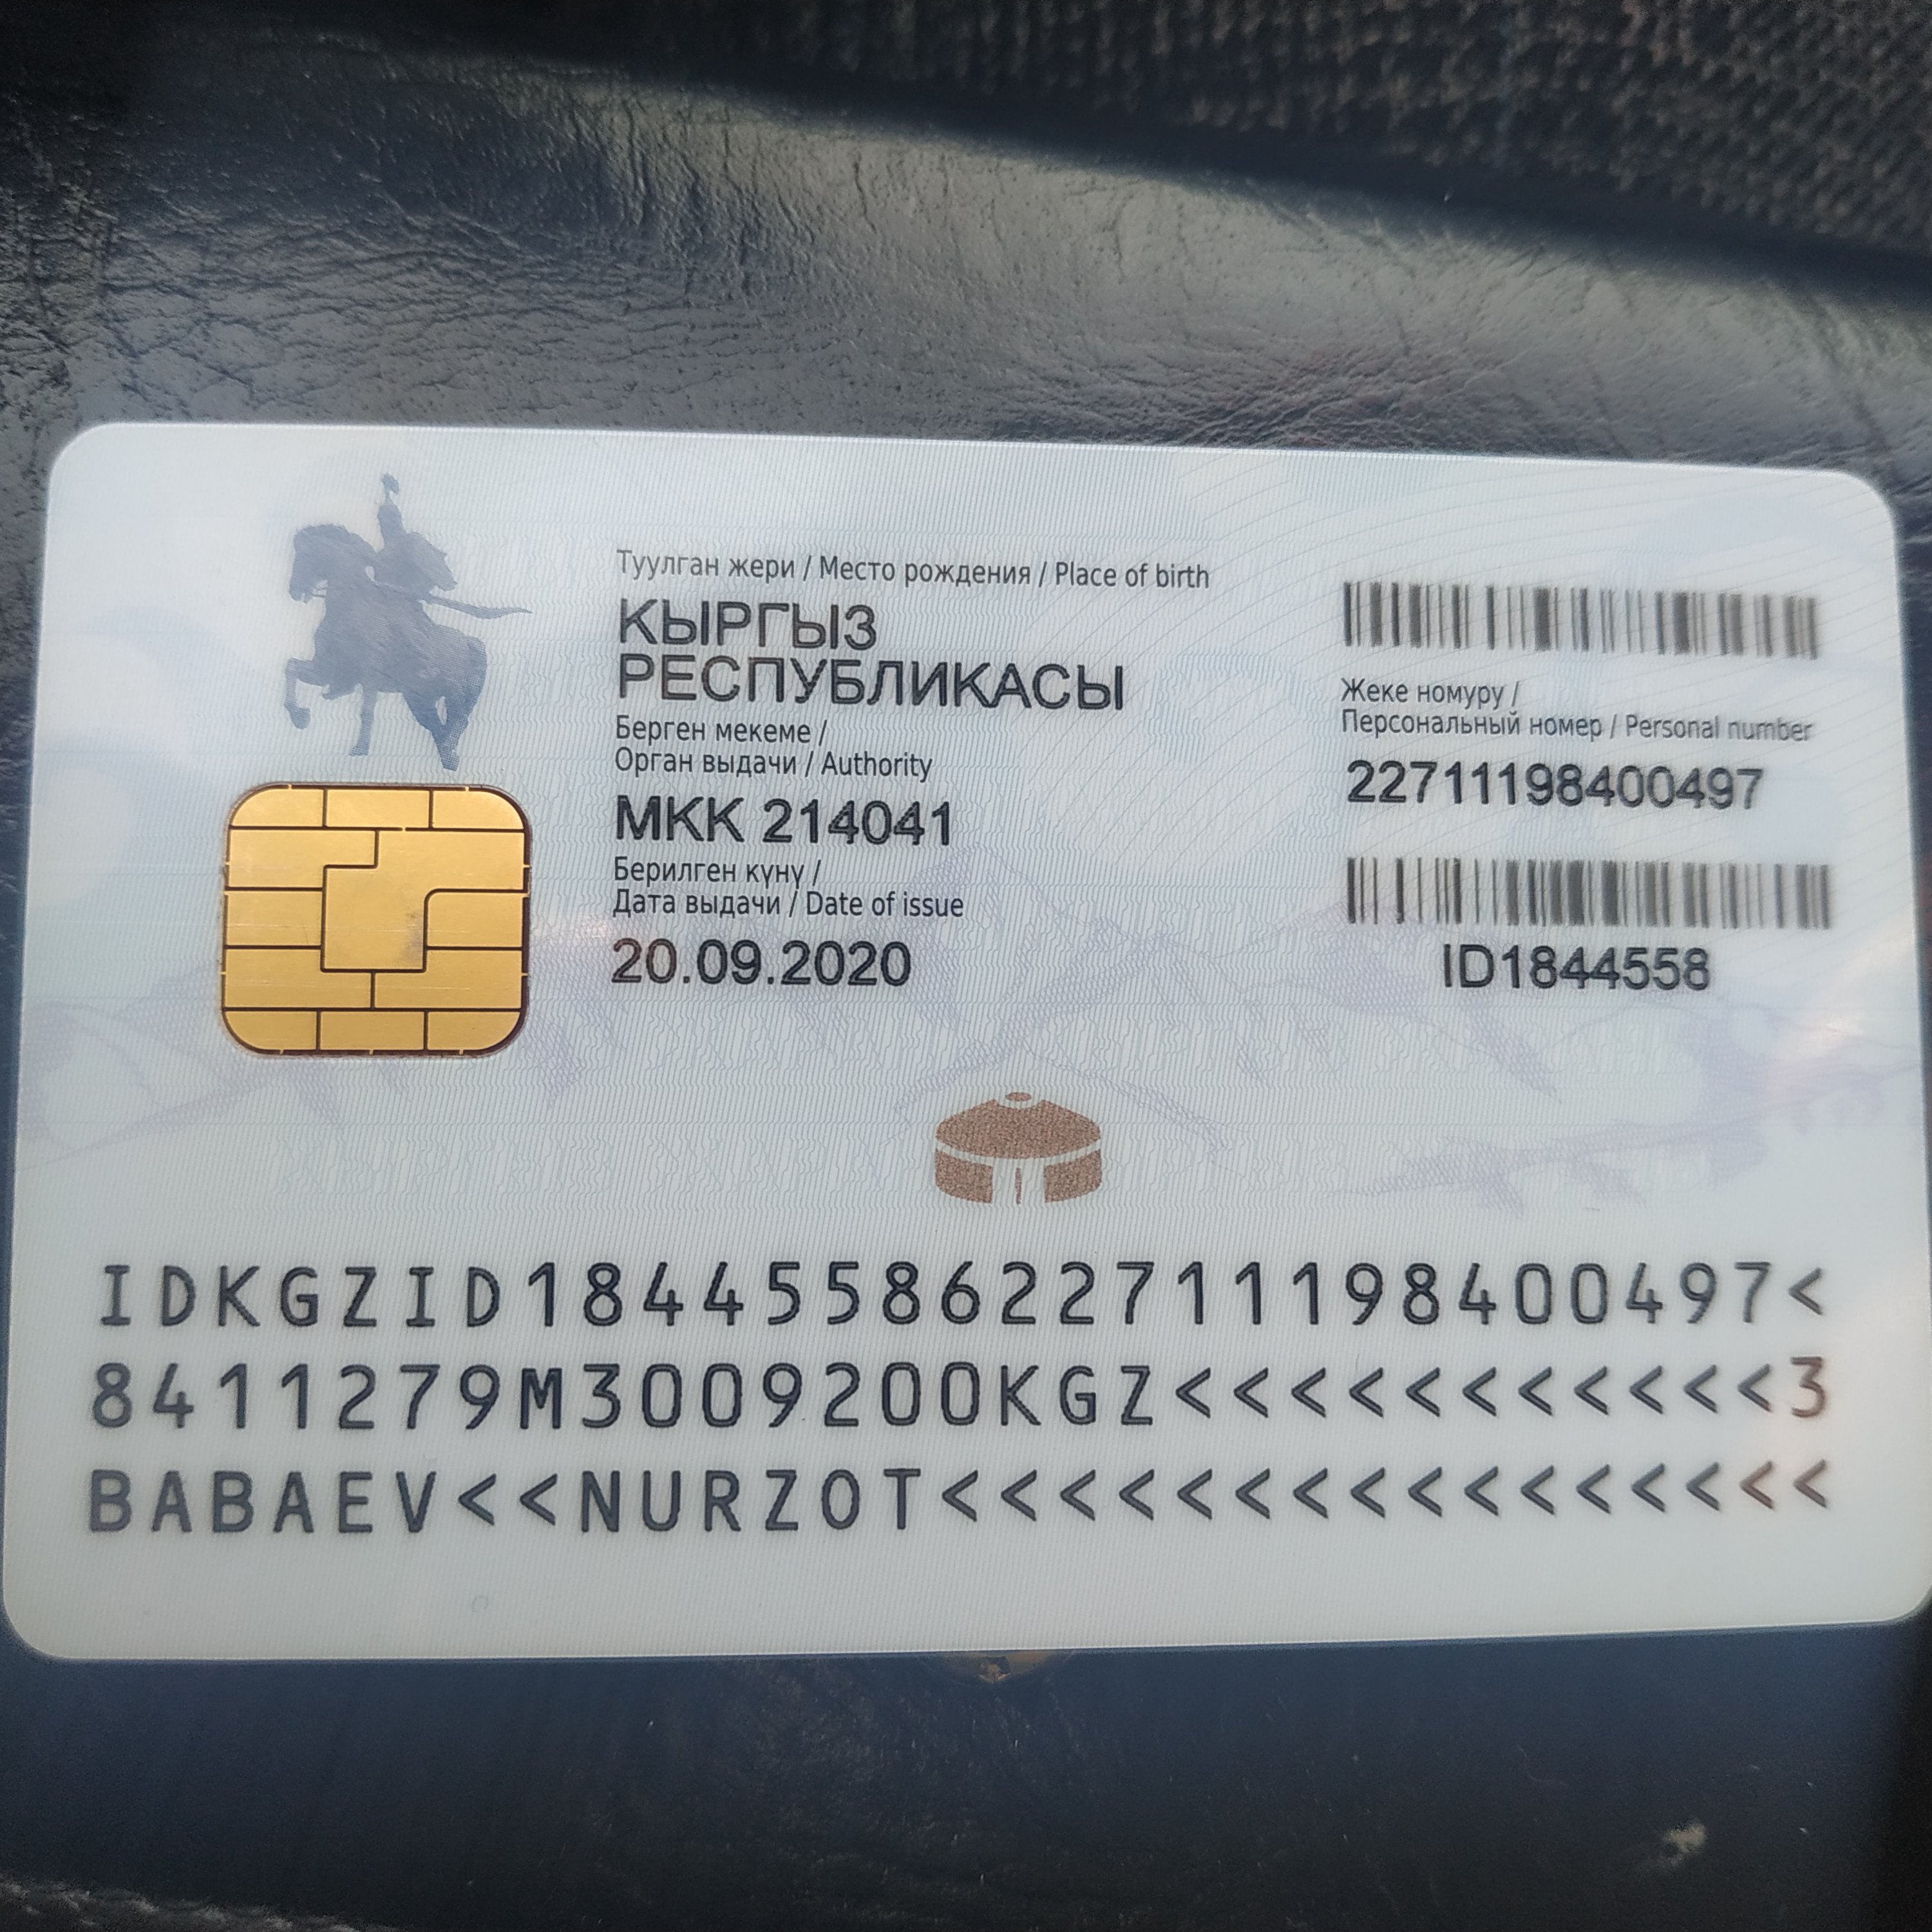 Туулган жери / Место рождения / Place of birth
КЫРГЫЗ
РЕСПУБЛИКАСЫ
Берген мекеме /
Орган выдачи / Authority
МКК 214041
Берилген күнү /
Дата выдачи / Date of issue
20.09.2020
Жеке номуру /
Персональный номер / Personal number
22711198400497
ID1844558
IDKGZID1844558622711198400497<
8411279M3009200KGZ<<<<<<<<<<<3
BABAEV<<NURZOT<<<<<<<<<<<<<<<